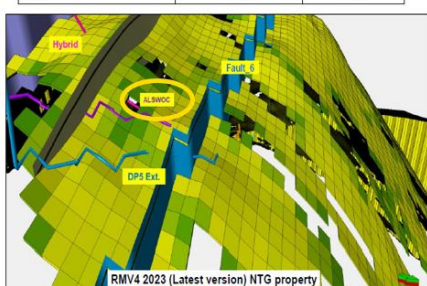 Hybrid
Fault_6
ALSWOC
DP5 Ext.
RMV4 2023 (Latest version) NTG property